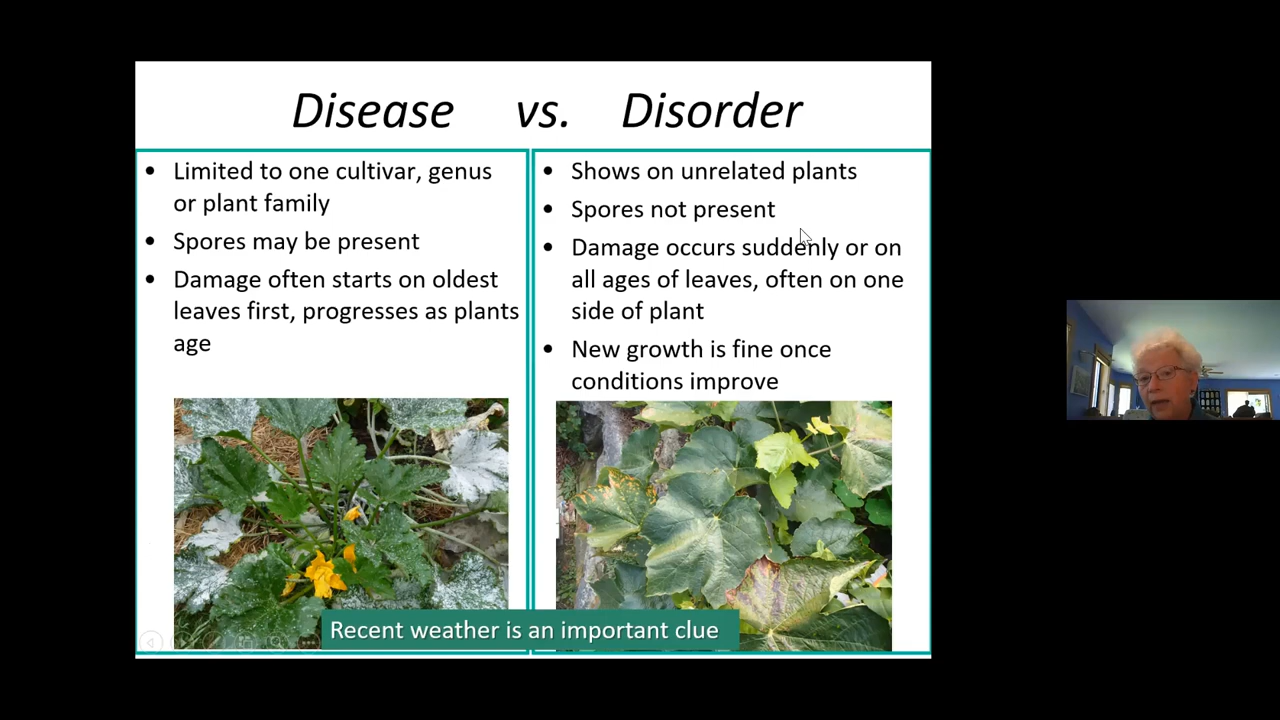 Disease vs. Disorder
• Limited to one cultivar, genus
or plant family
• Spores may be present
• Damage often starts on oldest
leaves first, progresses as plants
age
• Shows on unrelated plants
• Spores not present
• Damage occurs suddenly or on
all ages of leaves, often on one
side of plant
• New growth is fine once
conditions improve
Recent weather is an important clue